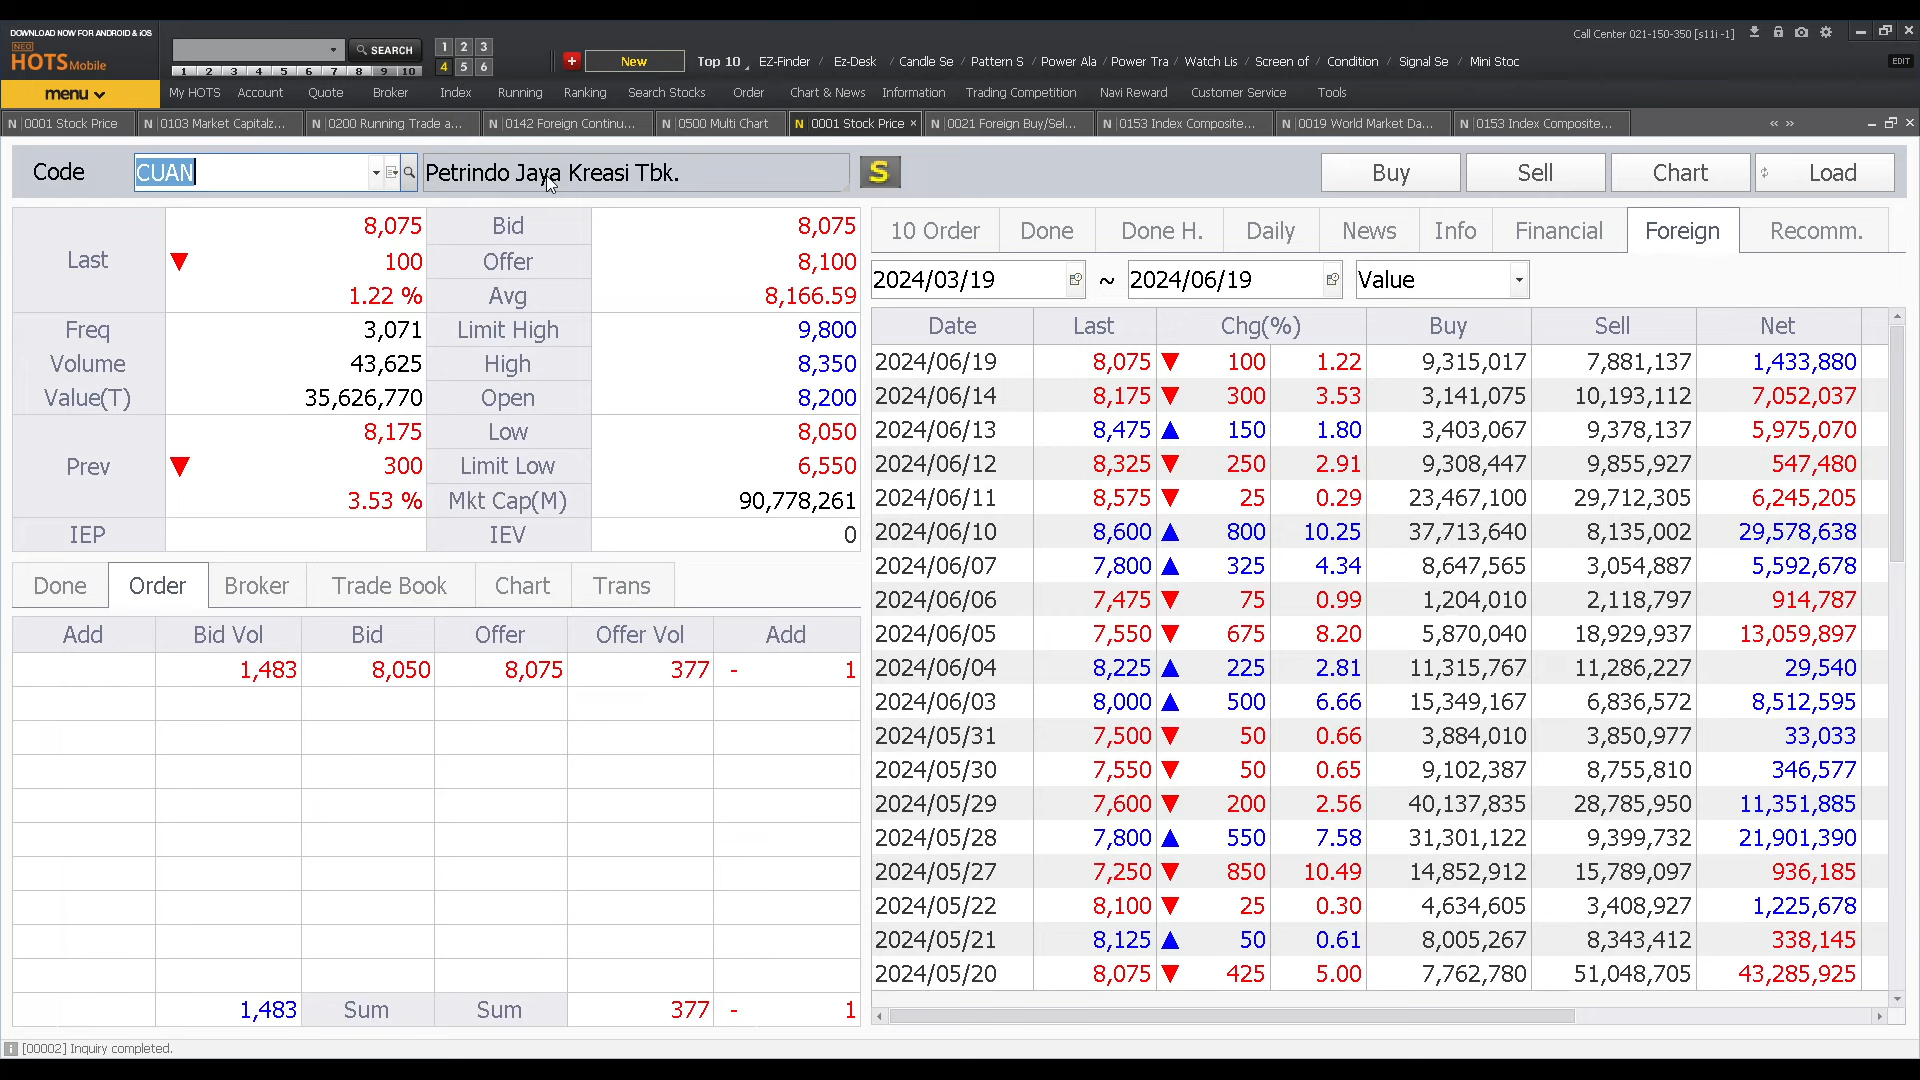 DOWNLOAD NOW FOR ANDROID & iOS
NEO
HOTS Mobile
SEARCH
1 2 3
4 5 6
1 2 3 4 5 6 7 8 9 10
New
Top 10 EZ-Finder / Ez-Desk / Candle Se / Pattern S / Power Ala / Power Tra / Watch Lis / Screen of / Condition / Signal Se / Mini Stoc
Call Center 021-150-350 [s11i -1]
EDIT
menu
My HOTS Account Quote Broker Index Running Ranking Search Stocks Order Chart & News Information Trading Competition Navi Reward Customer Service Tools
N 0001 Stock Price N 0103 Market Capitalz... N 0200 Running Trade a... N 0142 Foreign Continu... N 0500 Multi Chart N 0001 Stock Price × N 0021 Foreign Buy/Sel... N 0153 Index Composite... N 0019 World Market Da... N 0153 Index Composite...
Code CUAN Petrindo Jaya Kreasi Tbk. S Buy Sell Chart Load
Last 8,075 Bid 8,075
▼ 100 Offer 8,100
1.22 % Avg 8,166.59
Freq 3,071 Limit High 9,800
Volume 43,625 High 8,350
Value(T) 35,626,770 Open 8,200
Prev 8,175 Low 8,050
▼ 300 Limit Low 6,550
3.53 % Mkt Cap(M) 90,778,261
IEP IEV 0
Done Order Broker Trade Book Chart Trans
Add Bid Vol Bid Offer Offer Vol Add
1,483 8,050 8,075 377 - 1
1,483 Sum Sum 377 - 1
10 Order Done Done H. Daily News Info Financial Foreign Recomm.
2024/03/19 ~ 2024/06/19 Value
Date Last Chg(%) Buy Sell Net
2024/06/19 8,075 ▼ 100 1.22 9,315,017 7,881,137 1,433,880
2024/06/14 8,175 ▼ 300 3.53 3,141,075 10,193,112 7,052,037
2024/06/13 8,475 ▲ 150 1.80 3,403,067 9,378,137 5,975,070
2024/06/12 8,325 ▼ 250 2.91 9,308,447 9,855,927 547,480
2024/06/11 8,575 ▼ 25 0.29 23,467,100 29,712,305 6,245,205
2024/06/10 8,600 ▲ 800 10.25 37,713,640 8,135,002 29,578,638
2024/06/07 7,800 ▲ 325 4.34 8,647,565 3,054,887 5,592,678
2024/06/06 7,475 ▼ 75 0.99 1,204,010 2,118,797 914,787
2024/06/05 7,550 ▼ 675 8.20 5,870,040 18,929,937 13,059,897
2024/06/04 8,225 ▲ 225 2.81 11,315,767 11,286,227 29,540
2024/06/03 8,000 ▲ 500 6.66 15,349,167 6,836,572 8,512,595
2024/05/31 7,500 ▼ 50 0.66 3,884,010 3,850,977 33,033
2024/05/30 7,550 ▼ 50 0.65 9,102,387 8,755,810 346,577
2024/05/29 7,600 ▼ 200 2.56 40,137,835 28,785,950 11,351,885
2024/05/28 7,800 ▲ 550 7.58 31,301,122 9,399,732 21,901,390
2024/05/27 7,250 ▼ 850 10.49 14,852,912 15,789,097 936,185
2024/05/22 8,100 ▼ 25 0.30 4,634,605 3,408,927 1,225,678
2024/05/21 8,125 ▲ 50 0.61 8,005,267 8,343,412 338,145
2024/05/20 8,075 ▼ 425 5.00 7,762,780 51,048,705 43,285,925
[00002] Inquiry completed.